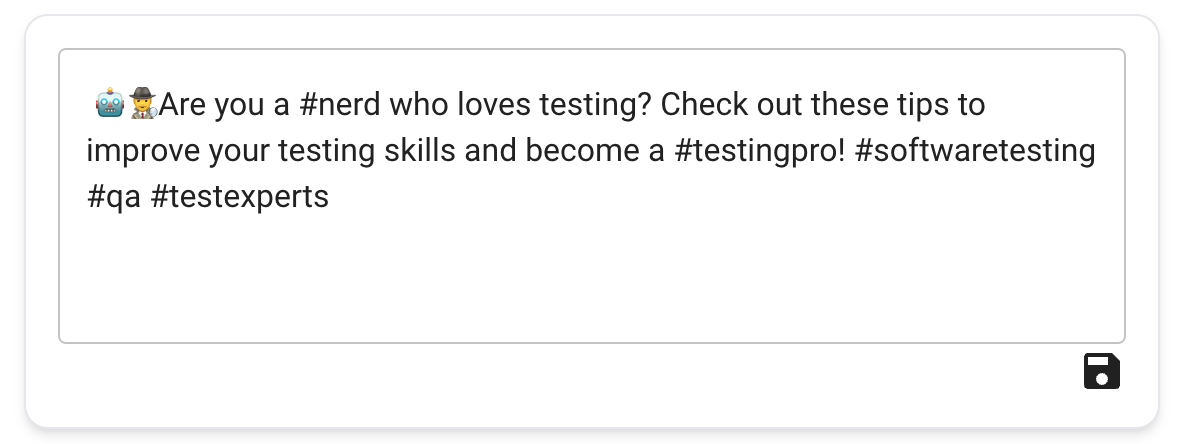 🤖🕵️Are you a #nerd who loves testing? Check out these tips to
improve your testing skills and become a #testingpro! #softwaretesting
#qa #testexperts